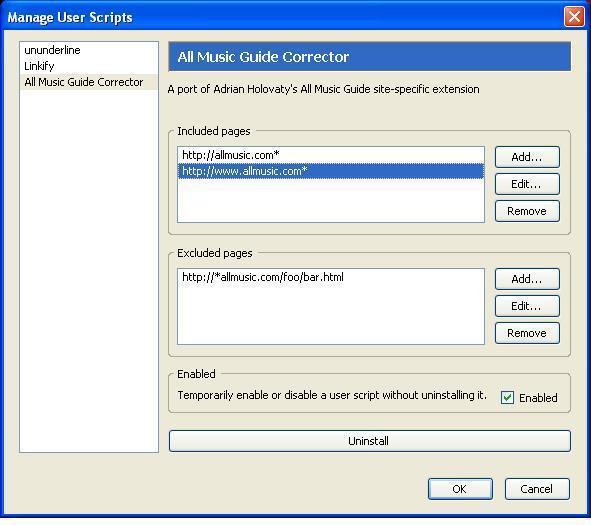 Manage User Scripts
ununderline
Linkify
All Music Guide Corrector
All Music Guide Corrector
A port of Adrian Holovaty's All Music Guide site-specific extension
Included pages
http://allmusic.com*
http://www.allmusic.com*
Add...
Edit...
Remove
Excluded pages
http://*allmusic.com/foo/bar.html
Add...
Edit...
Remove
Enabled
Temporarily enable or disable a user script without uninstalling it.
Enabled
Uninstall
OK
Cancel